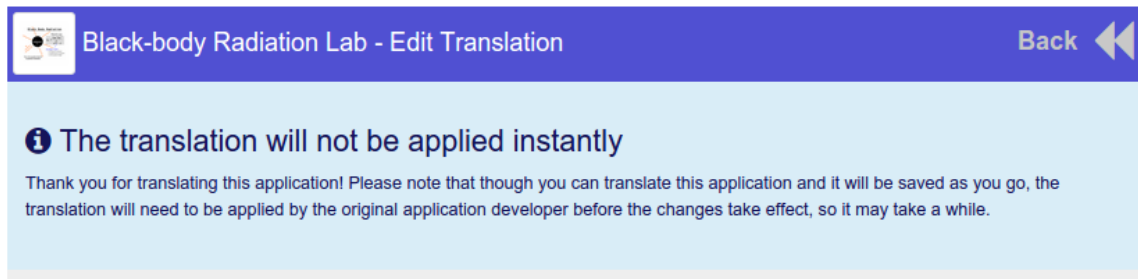 Black-body Radiation Lab - Edit Translation
Back
The translation will not be applied instantly
Thank you for translating this application! Please note that though you can translate this application and it will be saved as you go, the
translation will need to be applied by the original application developer before the changes take effect, so it may take a while.